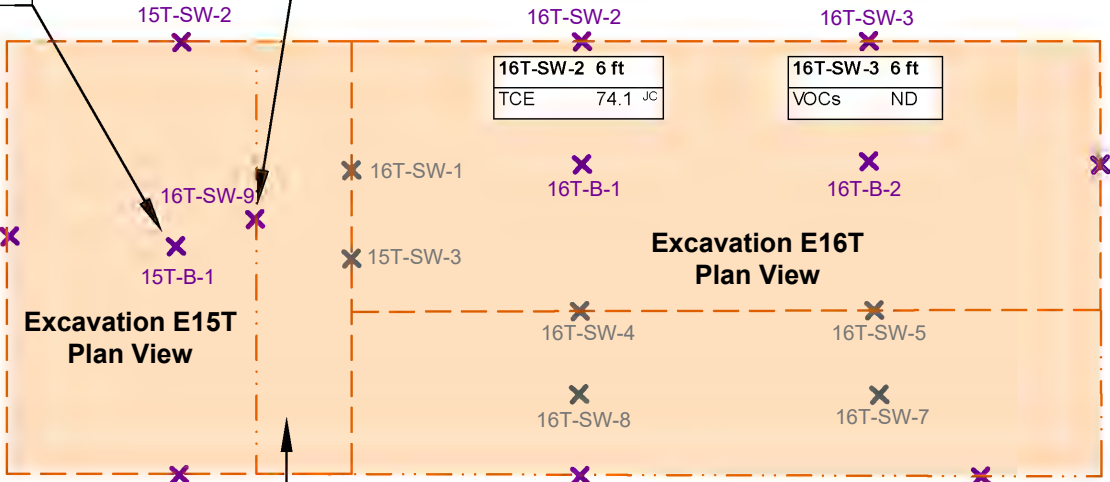 15T-SW-2
16T-SW-2
16T-SW-3
16T-SW-2 6 ft
TCE 74.1 JC
16T-SW-3 6 ft
VOCs ND
16T-SW-1
16T-B-1
16T-B-2
16T-SW-9
15T-SW-3
15T-B-1
Excavation E16T
Plan View
Excavation E15T
Plan View
16T-SW-4
16T-SW-5
16T-SW-8
16T-SW-7